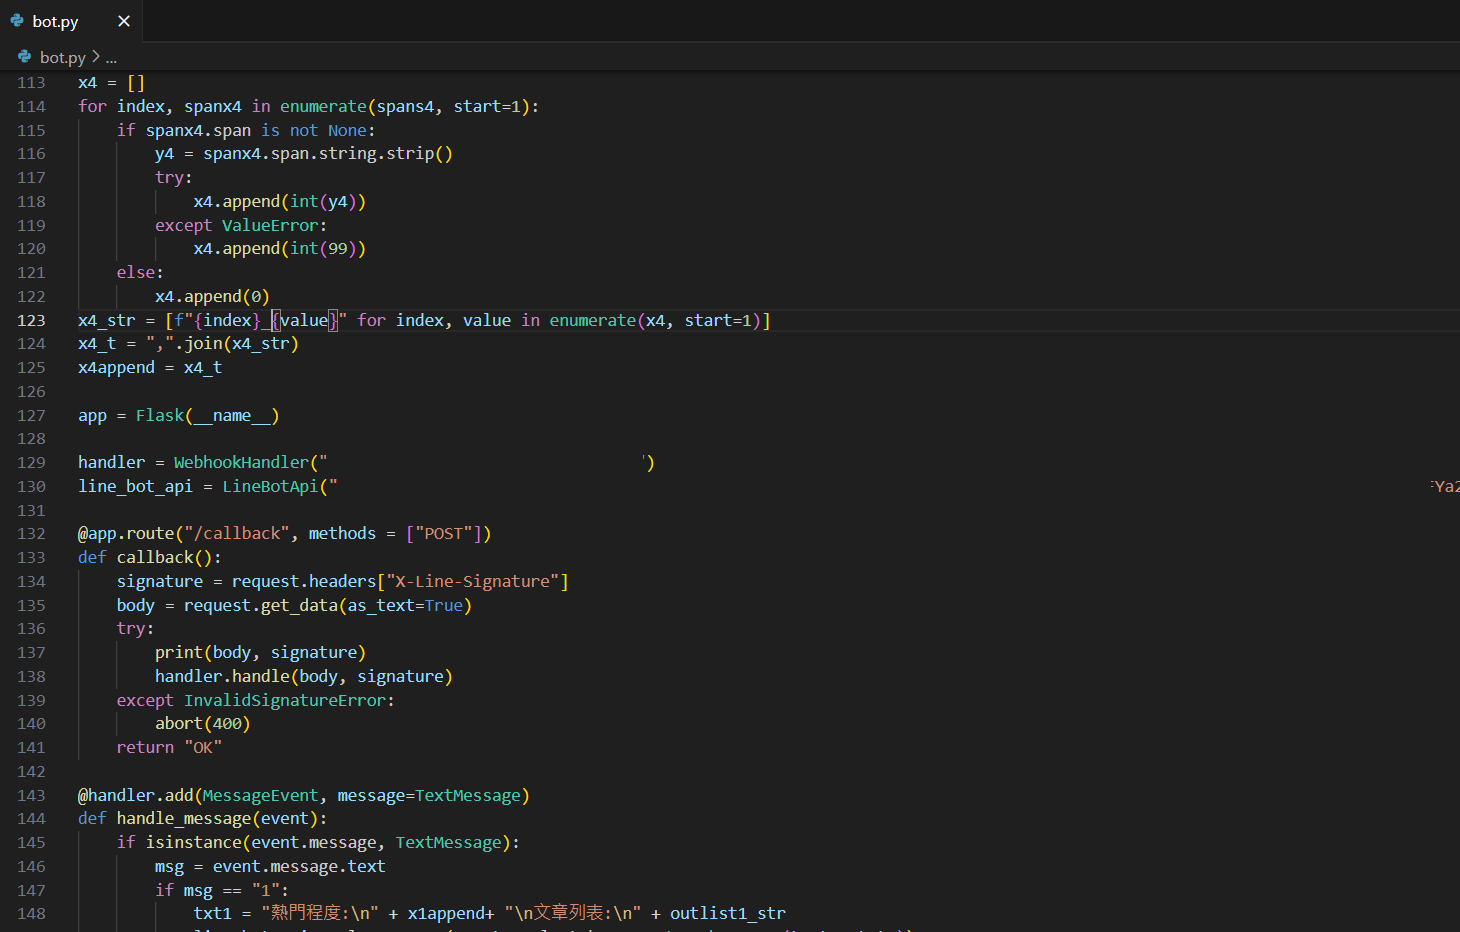 bot.py ×
bot.py > ...
113 x4 = []
114 for index, spanx4 in enumerate(spans4, start=1):
115     if spanx4.span is not None:
116         y4 = spanx4.span.string.strip()
117         try:
118             x4.append(int(y4))
119         except ValueError:
120             x4.append(int(99))
121     else:
122         x4.append(0)
123 x4_str = [f"{index}_{value}" for index, value in enumerate(x4, start=1)]
124 x4_t = ",".join(x4_str)
125 x4append = x4_t
126
127 app = Flask(__name__)
128
129 handler = WebhookHandler(" ')
130 line_bot_api = LineBotApi(" Ya2
131
132 @app.route("/callback", methods = ["POST"])
133 def callback():
134     signature = request.headers["X-Line-Signature"]
135     body = request.get_data(as_text=True)
136     try:
137         print(body, signature)
138         handler.handle(body, signature)
139     except InvalidSignatureError:
140         abort(400)
141     return "OK"
142
143 @handler.add(MessageEvent, message=TextMessage)
144 def handle_message(event):
145     if isinstance(event.message, TextMessage):
146         msg = event.message.text
147         if msg == "1":
148             txt1 = "熱門程度:\n" + x1append+ "\n文章列表:\n" + outlist1_str